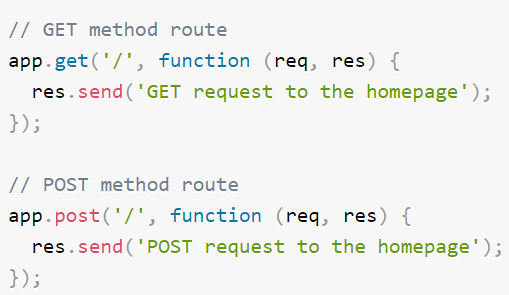 // GET method route
app.get('/', function (req, res) {
  res.send('GET request to the homepage');
});

// POST method route
app.post('/', function (req, res) {
  res.send('POST request to the homepage');
});